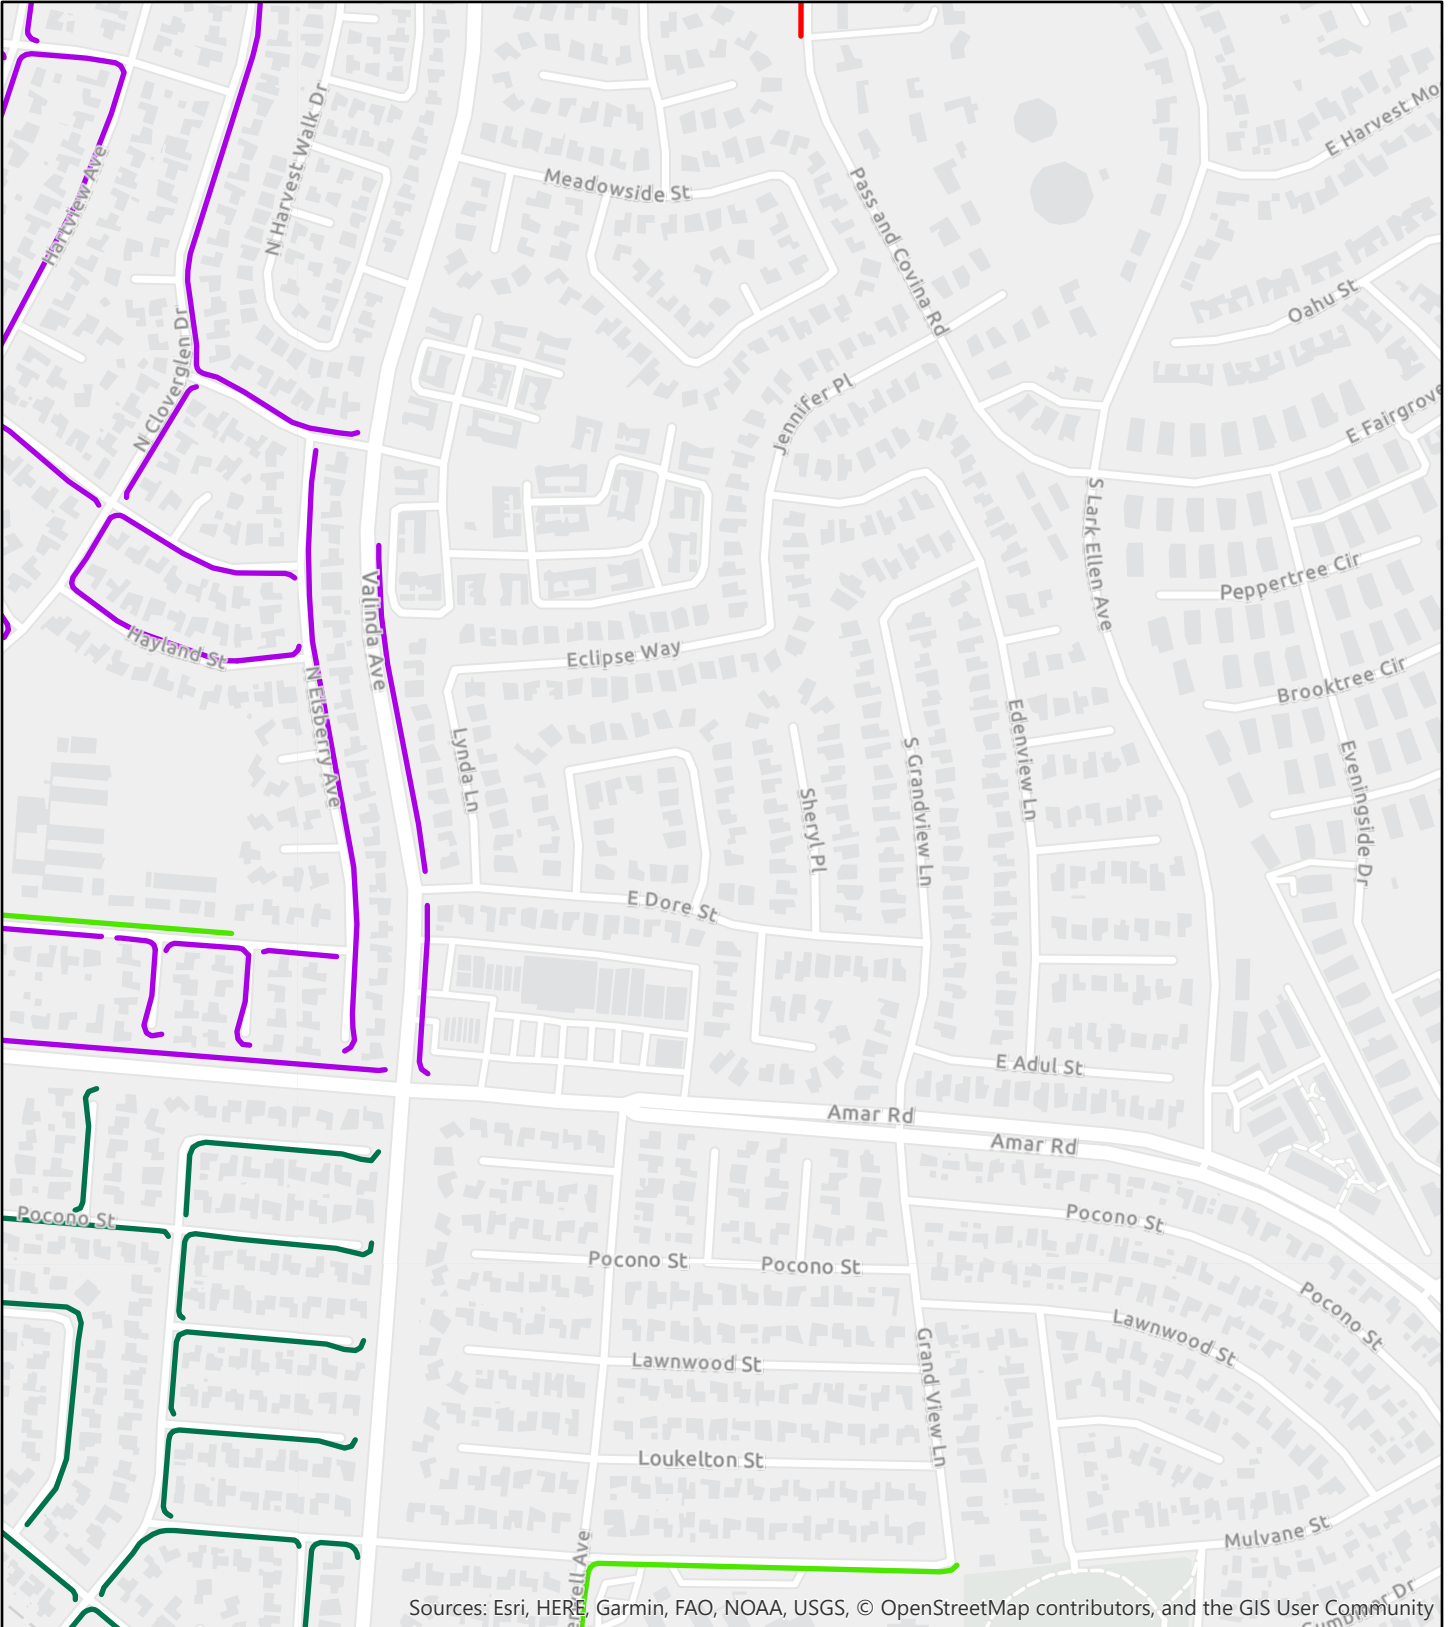 E Harvest Mo
N Harvest Walk Dr
Meadowside St
Hartview Ave
Pass and Covina Rd
Oahu St
N Cloverglen Dr
Jennifer Pl
E Fairgrove
S Lark Ellen Ave
Peppertree Cir
Valinda Ave
Hayland St
Eclipse Way
Brooktree Cir
N Elsberry Ave
Lynda Ln
Edenview Ln
S Grandview Ln
Sheryl Pl
Eveningside Dr
E Dore St
E Adul St
Amar Rd
Amar Rd
Pocono St
Pocono St
Pocono St
Pocono St
Pocono St
Lawnwood St
Lawnwood St
Grand View Ln
Loukelton St
Mulvane St
ell Ave
Sources: Esri, HERE, Garmin, FAO, NOAA, USGS, © OpenStreetMap contributors, and the GIS User Community